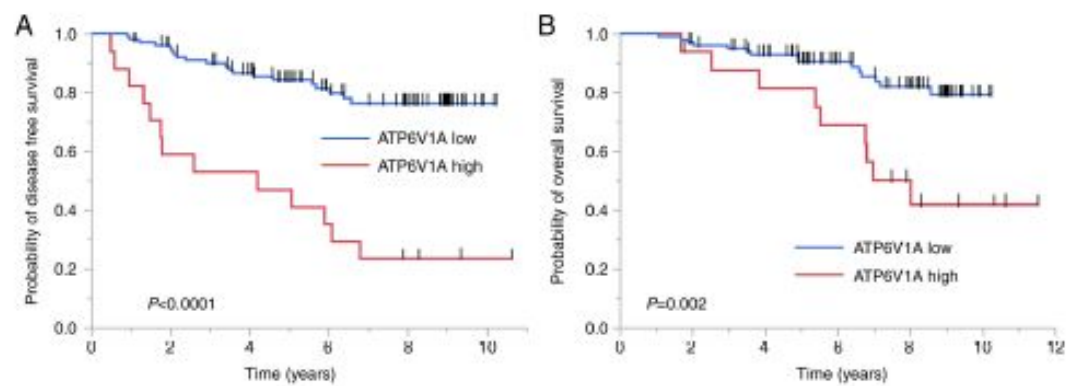 A
Probability of disease free survival
1.0
0.8
0.6
0.4
0.2
0.0
ATP6V1A low
ATP6V1A high
P<0.0001
0 2 4 6 8 10
Time (years)
B
Probability of overall survival
1.0
0.8
0.6
0.4
0.2
0.0
ATP6V1A low
ATP6V1A high
P=0.002
0 2 4 6 8 10 12
Time (years)